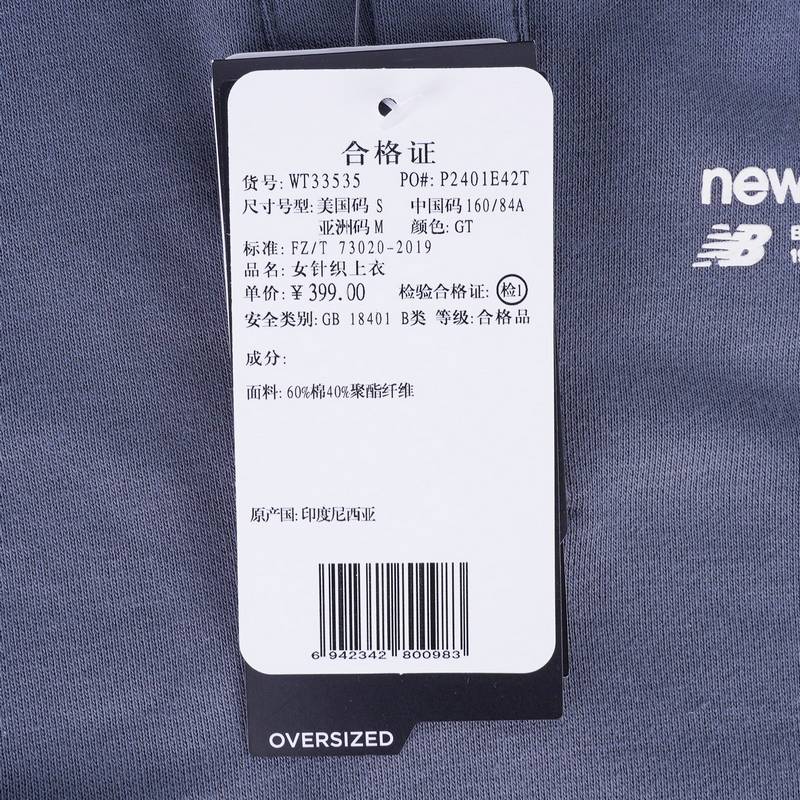 合格证
货号: WT33535 PO#: P2401E42T
尺寸号型: 美国码 S 中国码 160/84A
亚洲码 M 颜色: GT
标准: FZ/T 73020-2019
品名: 女针织上衣
单价: ¥ 399.00 检验合格证: 检1
安全类别: GB 18401 B类 等级: 合格品
成分:
面料: 60%棉40%聚酯纤维
原产国: 印度尼西亚
6 942342 800983
OVERSIZED
new
NB